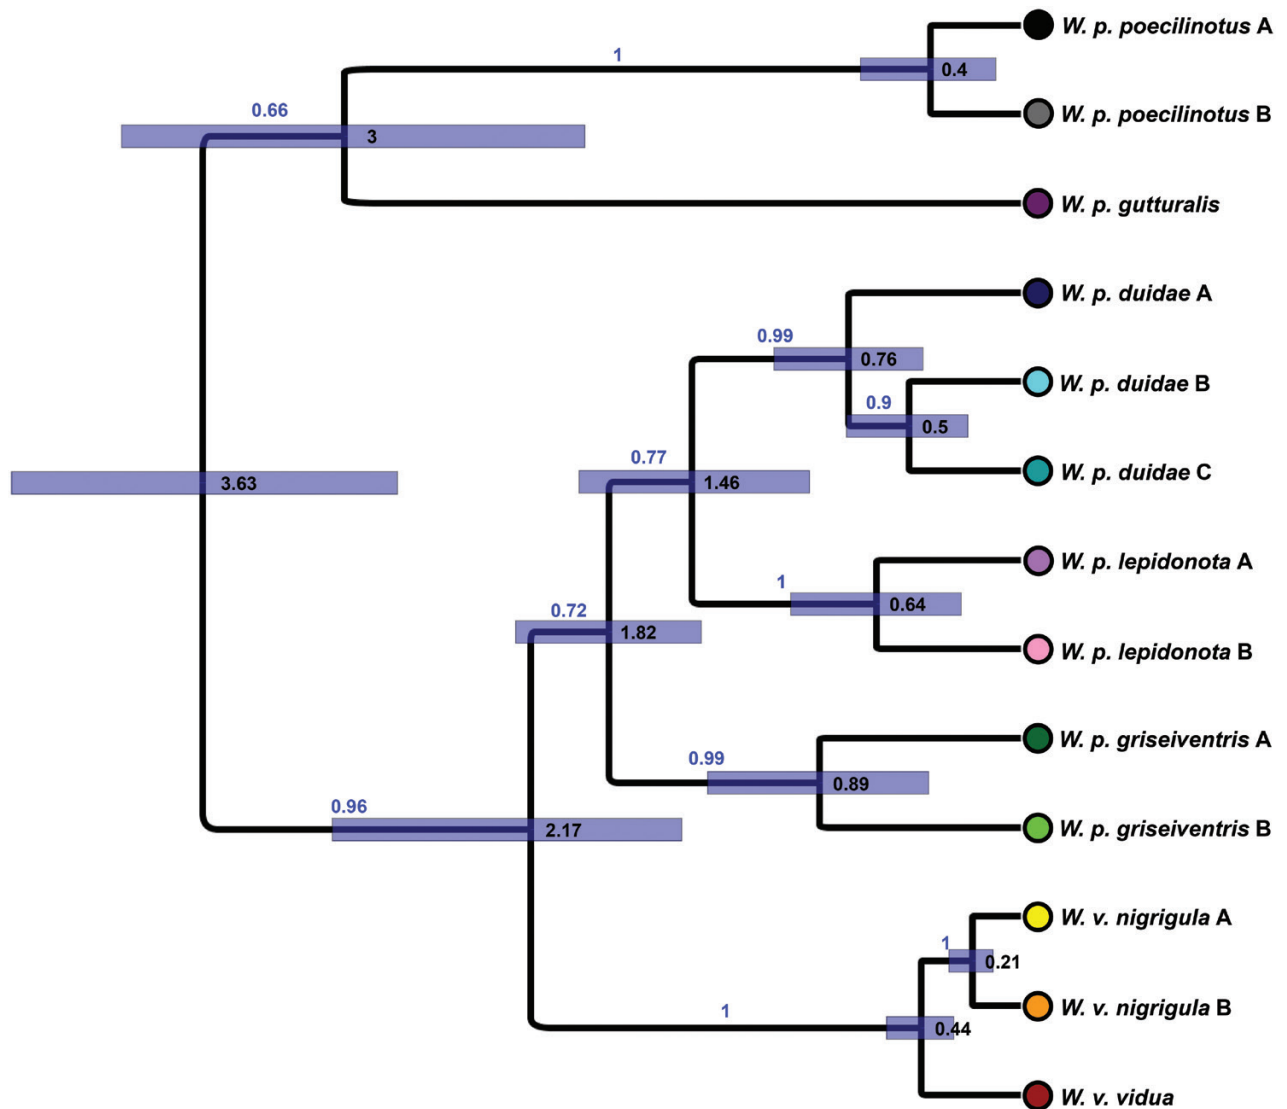 W. p. poecilinotus A
1
0.4
0.66
W. p. poecilinotus B
3
W. p. gutturalis
W. p. duidae A
0.99
0.76
W. p. duidae B
0.9
0.5
0.77
W. p. duidae C
3.63
1.46
W. p. lepidonota A
1
0.64
0.72
1.82
W. p. lepidonota B
W. p. griseiventris A
0.99
0.89
0.96
2.17
W. p. griseiventris B
W. v. nigrigula A
1
0.21
W. v. nigrigula B
1
0.44
W. v. vidua